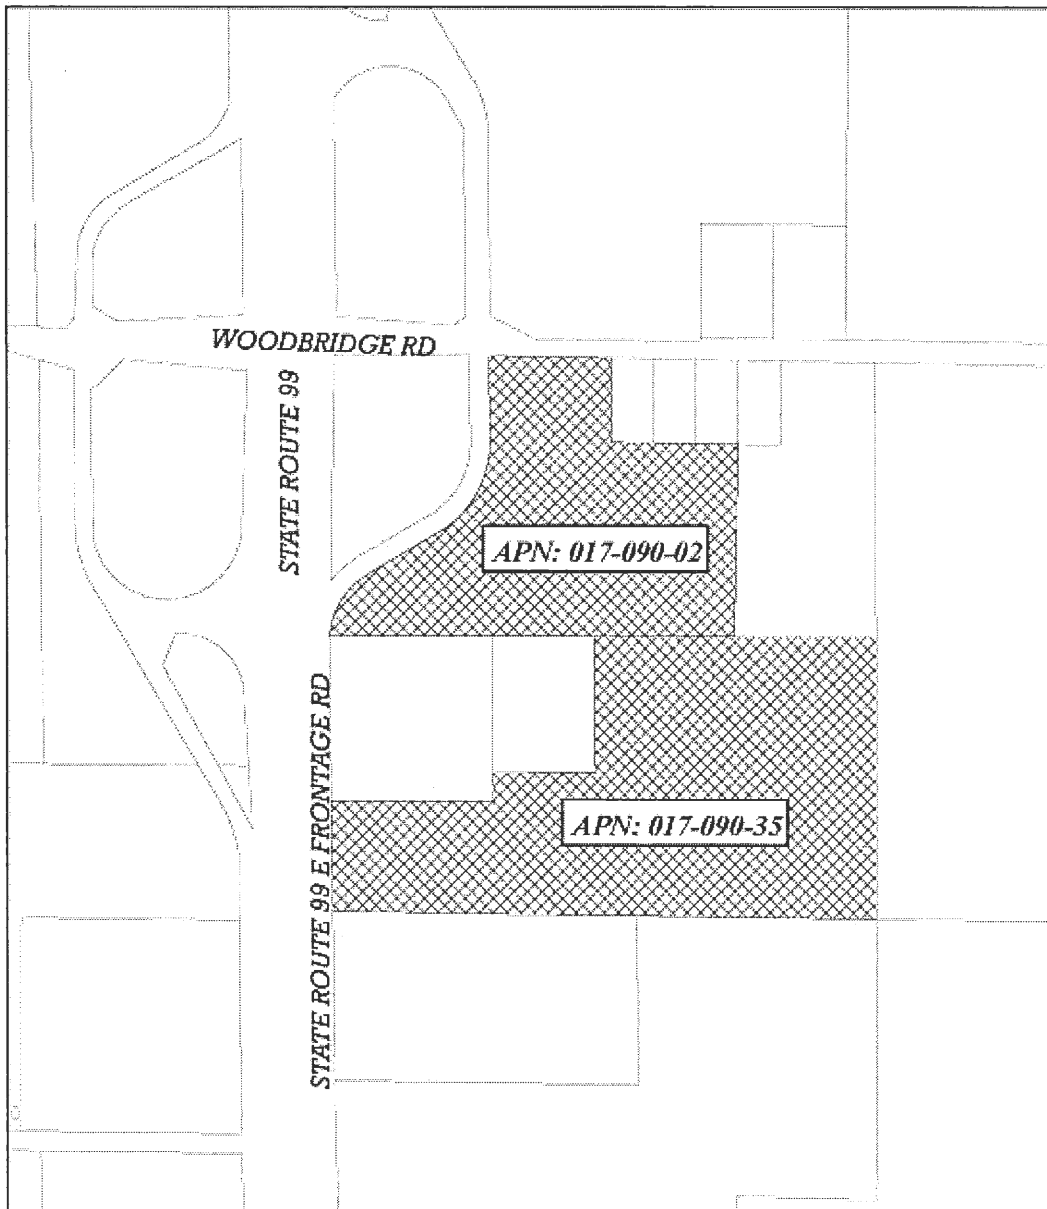 WOODBRIDGE RD
STATE ROUTE 99
APN: 017-090-02
STATE ROUTE 99 E FRONTAGE RD
APN: 017-090-35